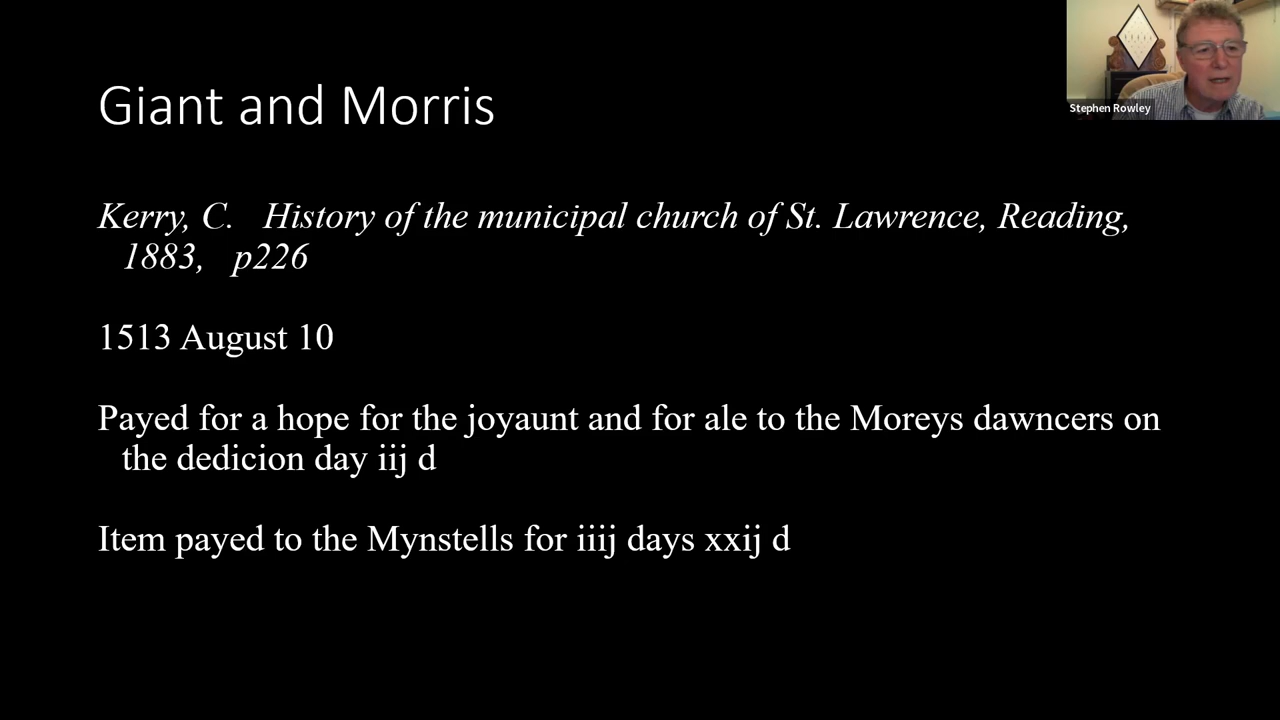 Stephen Rowley
Giant and Morris
Kerry, C. History of the municipal church of St. Lawrence, Reading,
1883, p226
1513 August 10
Payed for a hope for the joyaunt and for ale to the Moreys dawncers on
the dedicion day iij d
Item payed to the Mynstells for iiij days xxij d